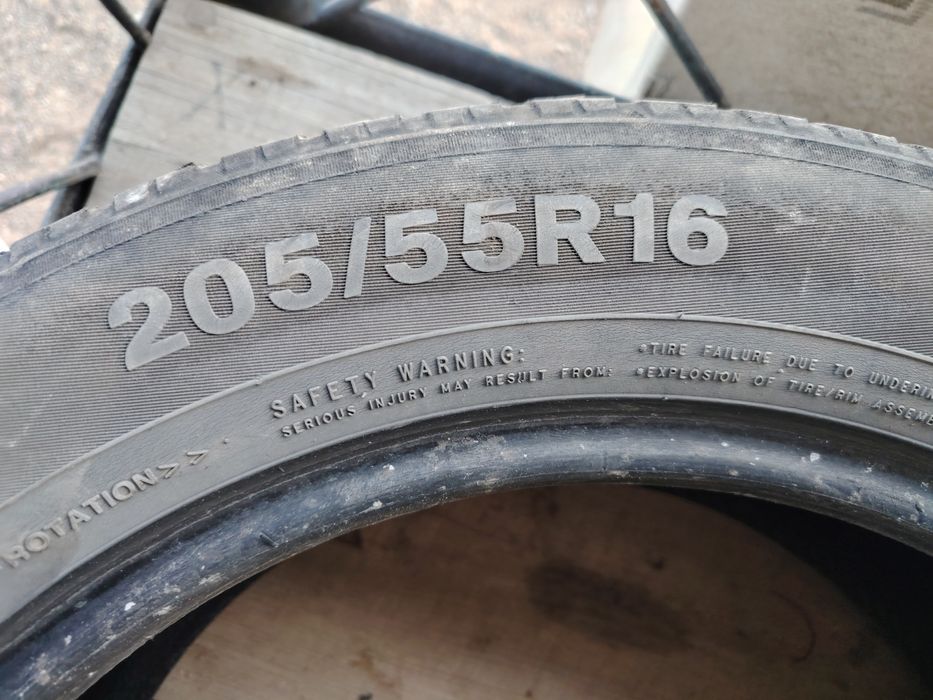 205/55R16
SAFETY WARNING:
SERIOUS INJURY MAY RESULT FROM:
•TIRE FAILURE DUE TO
•EXPLOSION OF TIRE/RIM
ROTATION>>